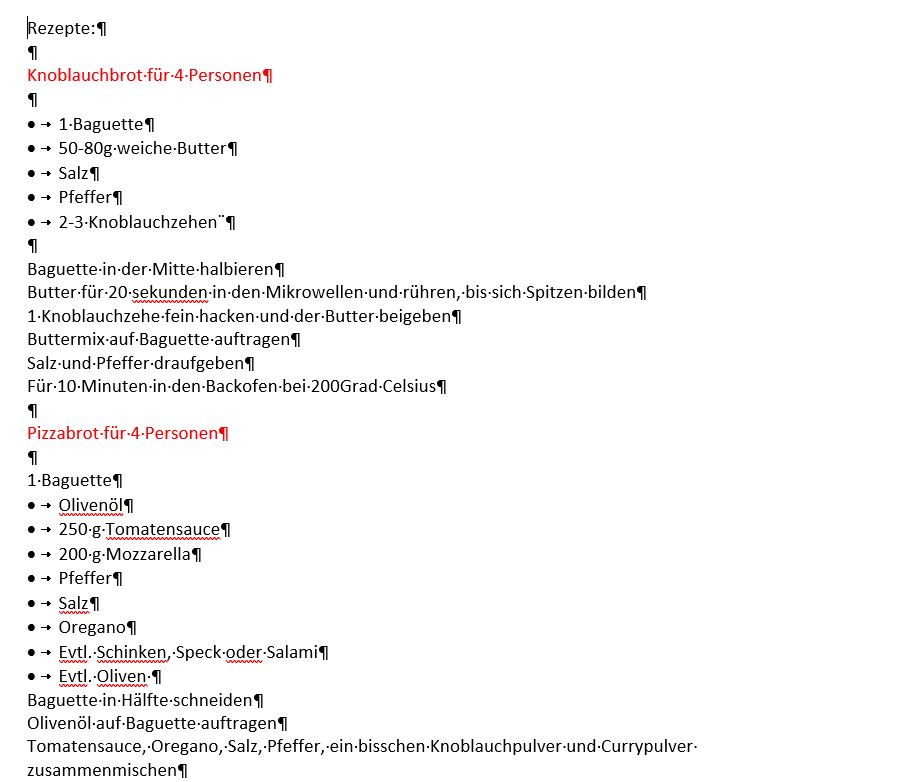 Rezepte:¶
¶
Knoblauchbrot·für·4·Personen¶
¶
• → 1·Baguette¶
• → 50-80g·weiche·Butter¶
• → Salz¶
• → Pfeffer¶
• → 2-3·Knoblauchzehen¨¶
¶
Baguette·in·der·Mitte·halbieren¶
Butter·für·20·sekunden·in·den·Mikrowellen·und·rühren,·bis·sich·Spitzen·bilden¶
1·Knoblauchzehe·fein·hacken·und·der·Butter·beigeben¶
Buttermix·auf·Baguette·auftragen¶
Salz·und·Pfeffer·draufgeben¶
Für·10·Minuten·in·den·Backofen·bei·200Grad·Celsius¶
¶
Pizzabrot·für·4·Personen¶
¶
1·Baguette¶
• → Olivenöl¶
• → 250·g·Tomatensauce¶
• → 200·g·Mozzarella¶
• → Pfeffer¶
• → Salz¶
• → Oregano¶
• → Evtl.·Schinken,·Speck·oder·Salami¶
• → Evtl.·Oliven·¶
Baguette·in·Hälfte·schneiden¶
Olivenöl·auf·Baguette·auftragen¶
Tomatensauce,·Oregano,·Salz,·Pfeffer,·ein·bisschen·Knoblauchpulver·und·Currypulver·
zusammenmischen¶